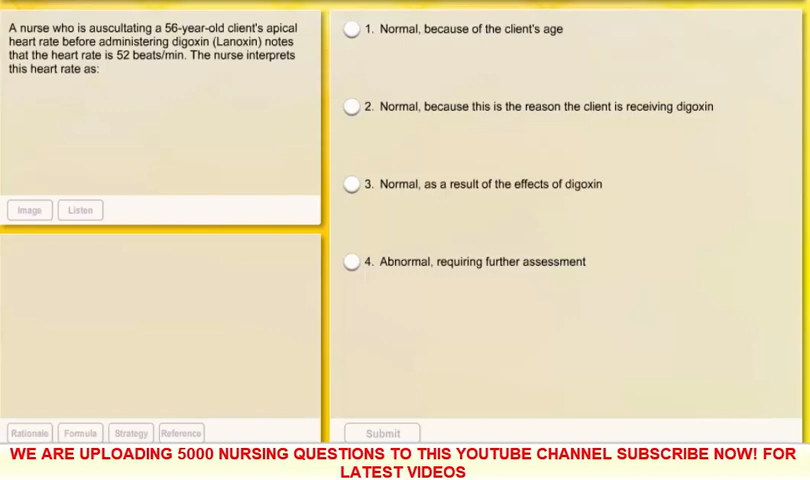 A nurse who is auscultating a 56-year-old client's apical
heart rate before administering digoxin (Lanoxin) notes
that the heart rate is 52 beats/min. The nurse interprets
this heart rate as:
Image
Listen
1. Normal, because of the client's age
2. Normal, because this is the reason the client is receiving digoxin
3. Normal, as a result of the effects of digoxin
4. Abnormal, requiring further assessment
Rationale
Formula
Strategy
Reference
Submit
WE ARE UPLOADING 5000 NURSING QUESTIONS TO THIS YOUTUBE CHANNEL SUBSCRIBE NOW! FOR
LATEST VIDEOS